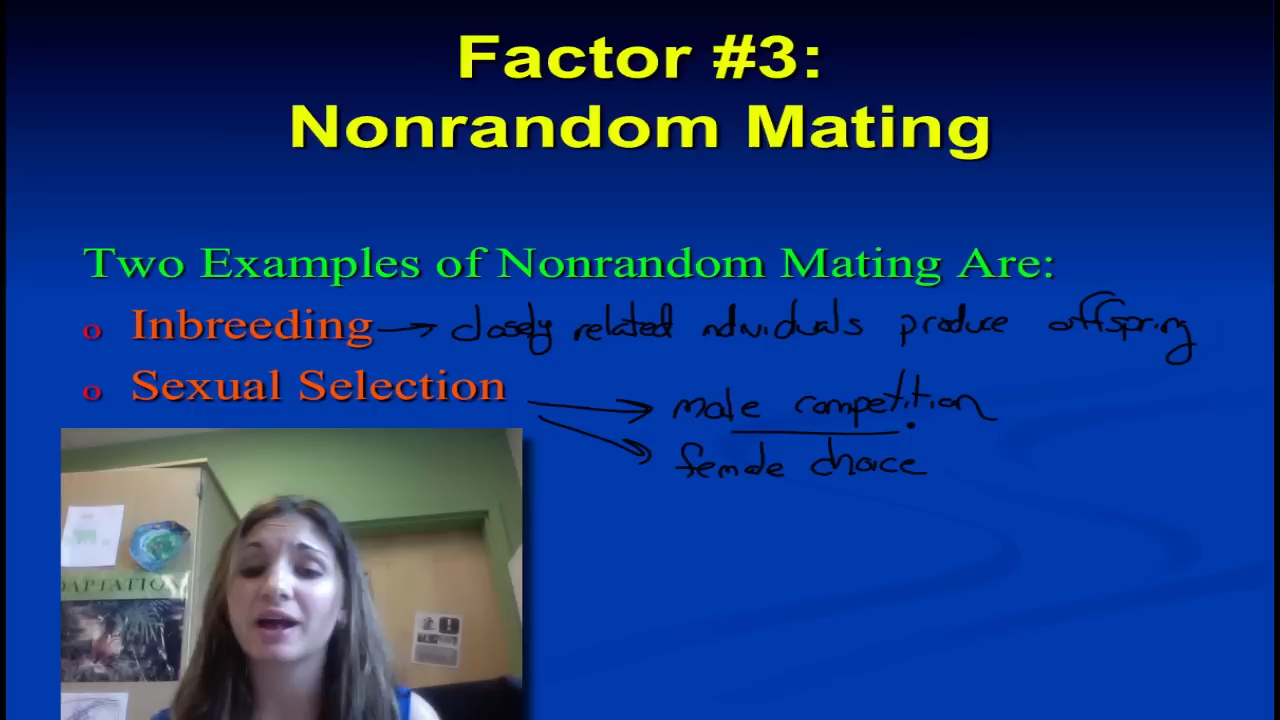 Factor #3:
Nonrandom Mating
Two Examples of Nonrandom Mating Are:
o Inbreeding → closely related individuals produce offspring
o Sexual Selection → male competition
→ female choice
DAPTATION